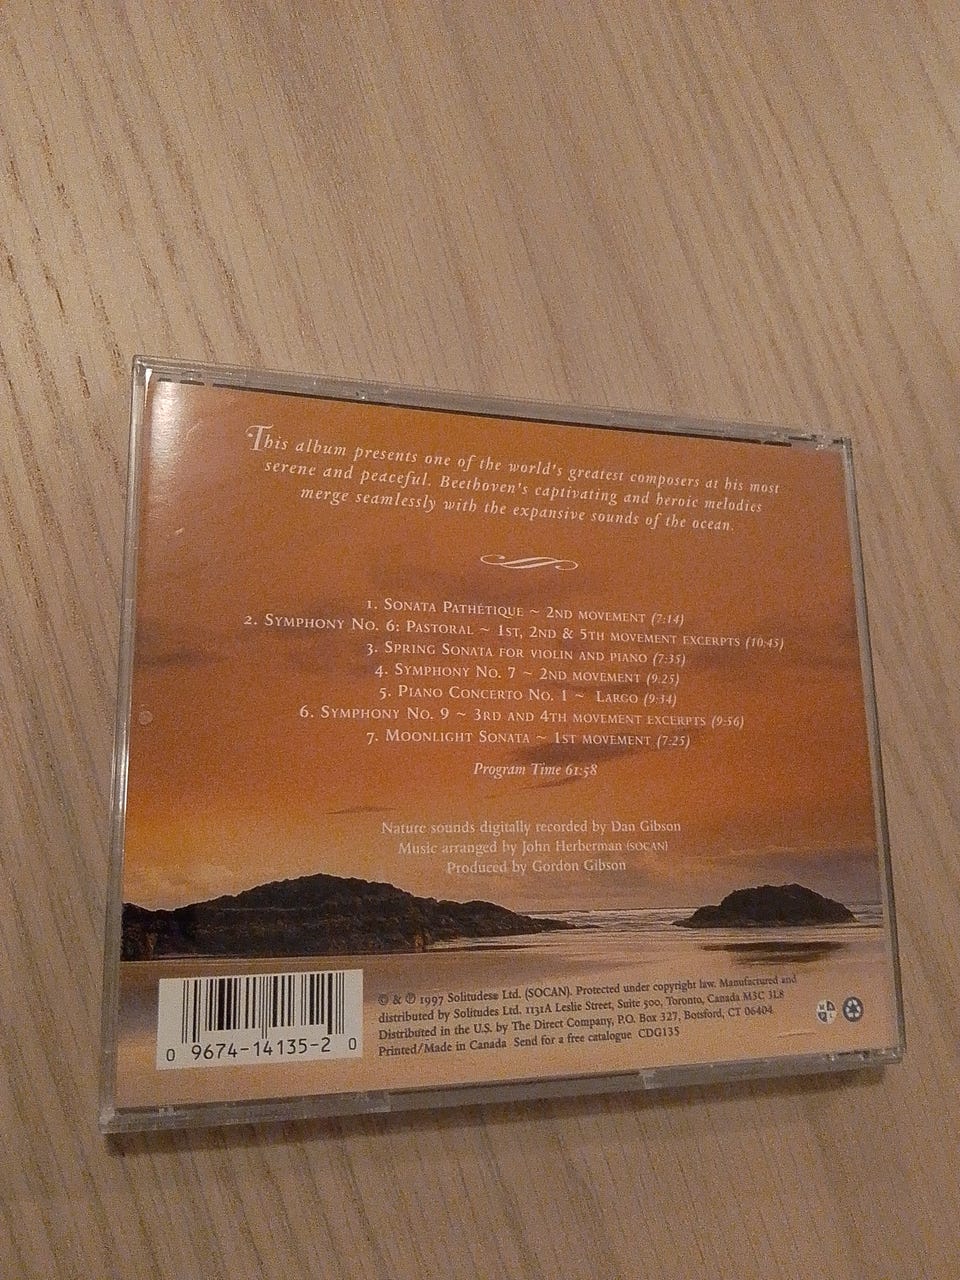 This album presents one of the world's greatest composers at his most
serene and peaceful. Beethoven's captivating and heroic melodies
merge seamlessly with the expansive sounds of the ocean.
1. Sonata Pathétique ~ 2nd movement (7:14)
2. Symphony No. 6: Pastoral ~ 1st, 2nd & 5th movement excerpts (10:45)
3. Spring Sonata for violin and piano (7:35)
4. Symphony No. 7 ~ 2nd movement (9:25)
5. Piano Concerto No. 1 ~ Largo (9:34)
6. Symphony No. 9 ~ 3rd and 4th movement excerpts (9:56)
7. Moonlight Sonata ~ 1st movement (7:25)
Program Time 61:58
Nature sounds digitally recorded by Dan Gibson
Music arranged by John Herberman (SOCAN)
Produced by Gordon Gibson
© & ℗ 1997 Solitudes® Ltd. (SOCAN). Protected under copyright law. Manufactured and
distributed by Solitudes Ltd. 1131A Leslie Street, Suite 500, Toronto, Canada M3C 3L8
Distributed in the U.S. by The Direct Company, P.O. Box 327, Botsford, CT 06404
Printed/Made in Canada Send for a free catalogue CDG135
0 9674-14135-2 0